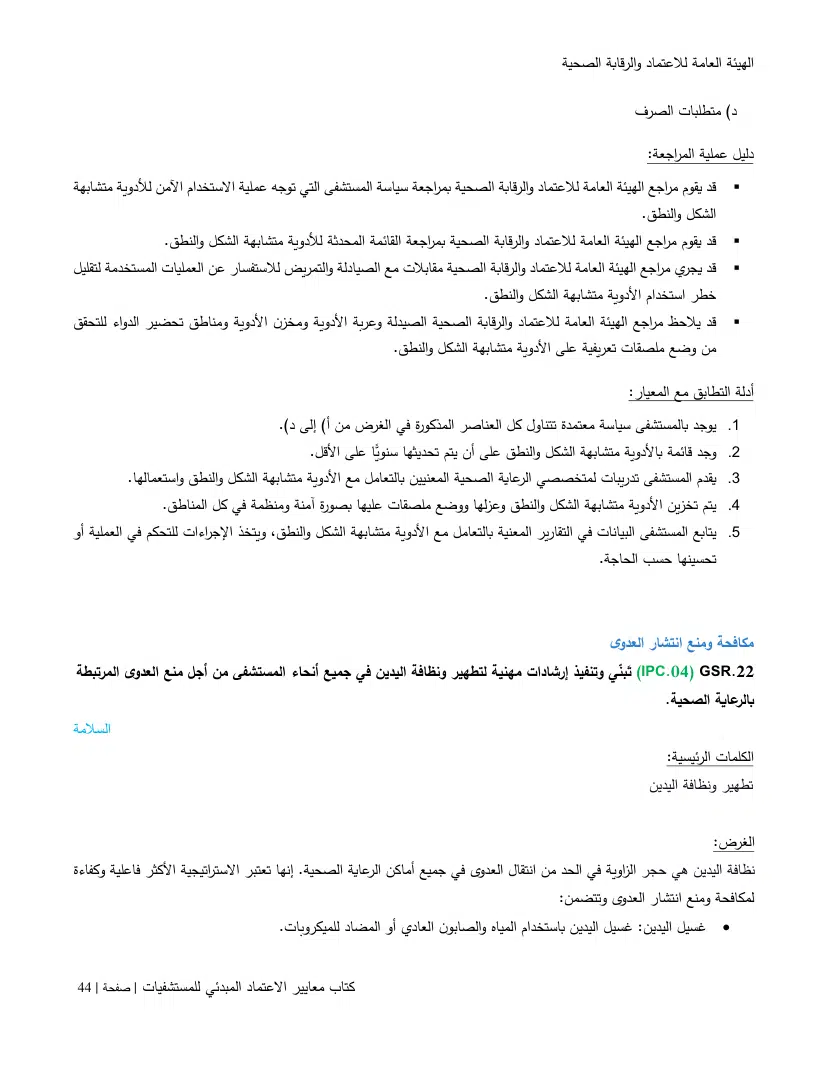 الهيئة العامة للاعتماد والرقابة الصحية
د) متطلبات الصرف
دليل عملية المراجعة:
▪ قد يقوم مراجع الهيئة العامة للاعتماد والرقابة الصحية بمراجعة سياسة المستشفى التي توجه عملية الاستخدام الآمن للأدوية متشابهة
الشكل والنطق.
▪ قد يقوم مراجع الهيئة العامة للاعتماد والرقابة الصحية بمراجعة القائمة المحدثة للأدوية متشابهة الشكل والنطق.
▪ قد يجري مراجع الهيئة العامة للاعتماد والرقابة الصحية مقابلات مع الصيادلة والتمريض للاستفسار عن العمليات المستخدمة لتقليل
خطر استخدام الأدوية متشابهة الشكل والنطق.
▪ قد يلاحظ مراجع الهيئة العامة للاعتماد والرقابة الصحية الصيدلة وعربة الأدوية ومخزن الأدوية ومناطق تحضير الدواء للتحقق
من وضع ملصقات تعريفية على الأدوية متشابهة الشكل والنطق.
أدلة التطابق مع المعيار:
1. يوجد بالمستشفى سياسة معتمدة تتناول كل العناصر المذكورة في الغرض من أ) إلى د).
2. وجد قائمة بالأدوية متشابهة الشكل والنطق على أن يتم تحديثها سنويًّا على الأقل.
3. يقدم المستشفى تدريبات لمتخصصي الرعاية الصحية المعنيين بالتعامل مع الأدوية متشابهة الشكل والنطق واستعمالها.
4. يتم تخزين الأدوية متشابهة الشكل والنطق وعزلها ووضع ملصقات عليها بصورة آمنة ومنظمة في كل المناطق.
5. يتابع المستشفى البيانات في التقارير المعنية بالتعامل مع الأدوية متشابهة الشكل والنطق، ويتخذ الإجراءات للتحكم في العملية أو
تحسينها حسب الحاجة.
مكافحة ومنع انتشار العدوى
GSR.22 (IPC.04) تبنّي وتنفيذ إرشادات مهنية لتطهير ونظافة اليدين في جميع أنحاء المستشفى من أجل منع العدوى المرتبطة
بالرعاية الصحية.
السلامة
الكلمات الرئيسية:
تطهير ونظافة اليدين
الغرض:
نظافة اليدين هي حجر الزاوية في الحد من انتقال العدوى في جميع أماكن الرعاية الصحية. إنها تعتبر الاستراتيجية الأكثر فاعلية وكفاءة
لمكافحة ومنع انتشار العدوى وتتضمن:
• غسيل اليدين: غسيل اليدين باستخدام المياه والصابون العادي أو المضاد للميكروبات.
كتاب معايير الاعتماد المبدئي للمستشفيات | صفحة | 44